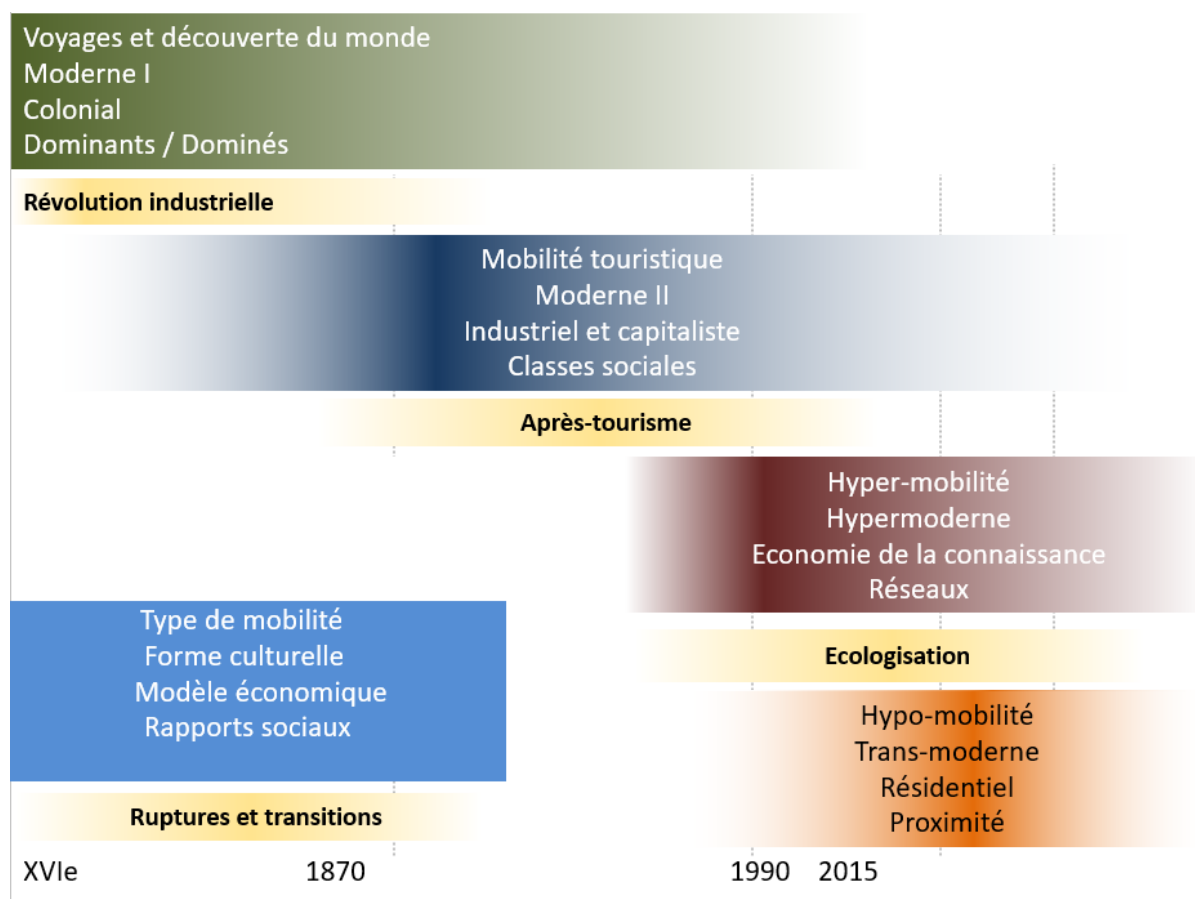 Voyages et découverte du monde
Moderne I
Colonial
Dominants / Dominés
Révolution industrielle
Mobilité touristique
Moderne II
Industriel et capitaliste
Classes sociales
Après-tourisme
Hyper-mobilité
Hypermoderne
Economie de la connaissance
Réseaux
Type de mobilité
Forme culturelle
Modèle économique
Rapports sociaux
Ecologisation
Hypo-mobilité
Trans-moderne
Résidentiel
Proximité
Ruptures et transitions
XVIe 1870 1990 2015